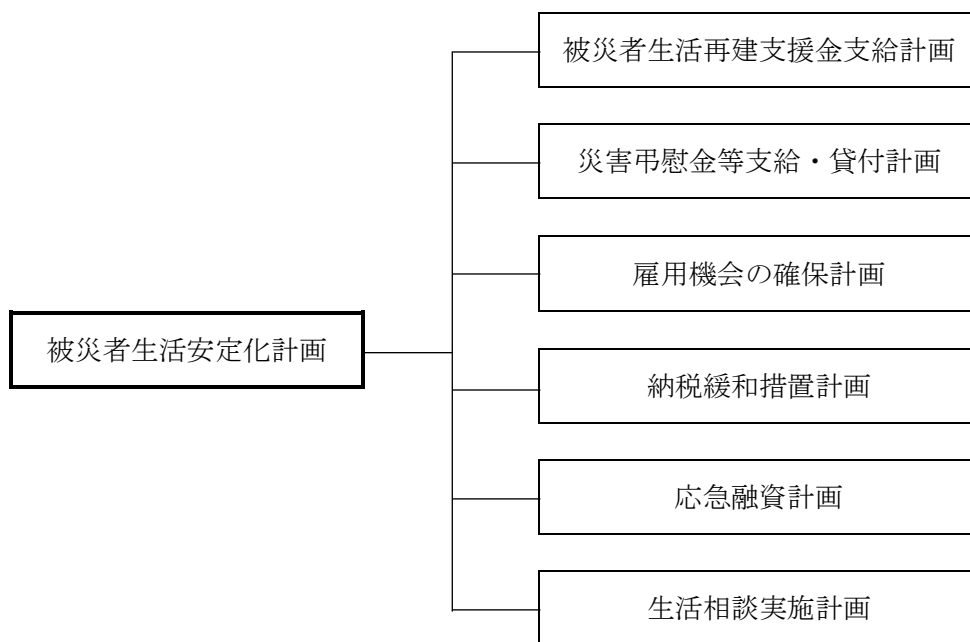 被災者生活安定化計画
被災者生活再建支援金支給計画
災害弔慰金等支給・貸付計画
雇用機会の確保計画
納税緩和措置計画
応急融資計画
生活相談実施計画